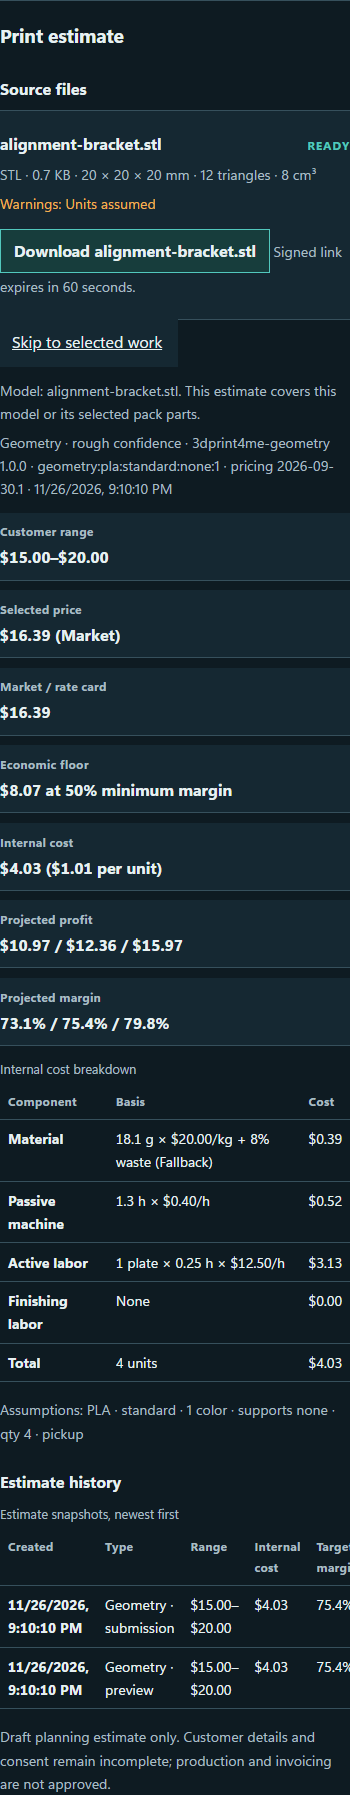 Print estimate
Source files
alignment-bracket.stl READY
STL · 0.7 KB · 20 × 20 × 20 mm · 12 triangles · 8 cm³
Warnings: Units assumed
Download alignment-bracket.stl Signed link
expires in 60 seconds.
Skip to selected work
Model: alignment-bracket.stl. This estimate covers this
model or its selected pack parts.
Geometry · rough confidence · 3dprint4me-geometry
1.0.0 · geometry:pla:standard:none:1 · pricing 2026-09-
30.1 · 11/26/2026, 9:10:10 PM
Customer range
$15.00–$20.00
Selected price
$16.39 (Market)
Market / rate card
$16.39
Economic floor
$8.07 at 50% minimum margin
Internal cost
$4.03 ($1.01 per unit)
Projected profit
$10.97 / $12.36 / $15.97
Projected margin
73.1% / 75.4% / 79.8%
Internal cost breakdown
Component Basis Cost
Material 18.1 g × $20.00/kg + 8% $0.39
waste (Fallback)
Passive 1.3 h × $0.40/h $0.52
machine
Active labor 1 plate × 0.25 h × $12.50/h $3.13
Finishing None $0.00
labor
Total 4 units $4.03
Assumptions: PLA · standard · 1 color · supports none ·
qty 4 · pickup
Estimate history
Estimate snapshots, newest first
Created Type Range Internal Targe
cost margi
11/26/2026, Geometry · $15.00– $4.03 75.4%
9:10:10 PM submission $20.00
11/26/2026, Geometry · $15.00– $4.03 75.4%
9:10:10 PM preview $20.00
Draft planning estimate only. Customer details and
consent remain incomplete; production and invoicing
are not approved.